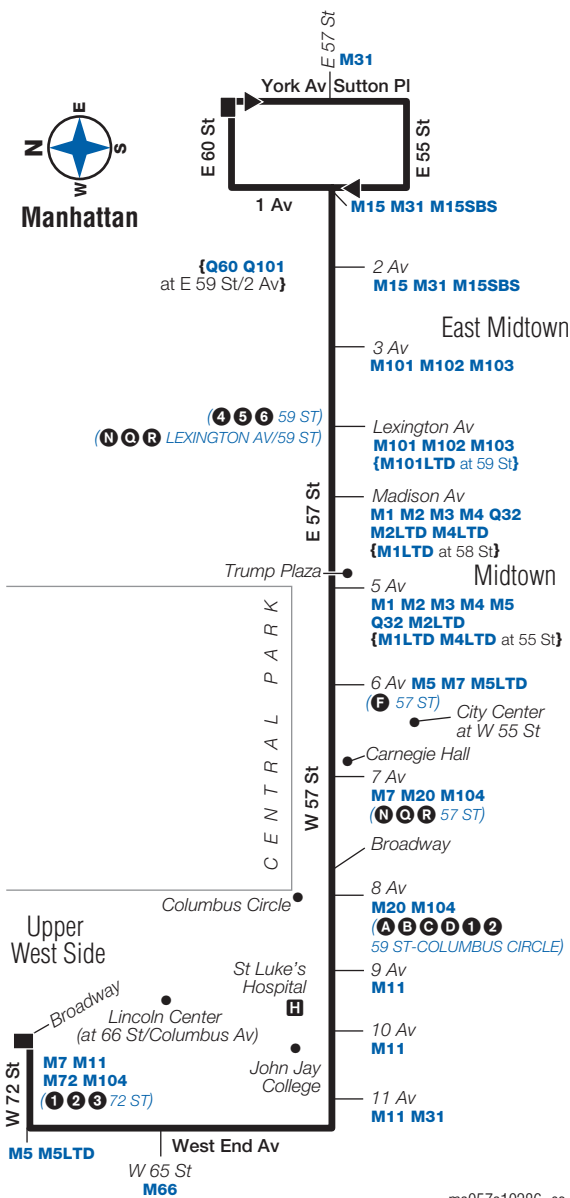 E 57 St
M31
York Av
Sutton Pl
N
E
S
W
Manhattan
E 60 St
E 55 St
1 Av
M15 M31 M15SBS
{Q60 Q101
at E 59 St/2 Av}
2 Av
M15 M31 M15SBS
East Midtown
3 Av
M101 M102 M103
(4 5 6 59 ST)
(N Q R LEXINGTON AV/59 ST)
Lexington Av
M101 M102 M103
{M101LTD at 59 St}
E 57 St
Madison Av
M1 M2 M3 M4 Q32
M2LTD M4LTD
{M1LTD at 58 St}
Trump Plaza
Midtown
5 Av
M1 M2 M3 M4 M5
Q32 M2LTD
{M1LTD M4LTD at 55 St}
CENTRAL PARK
6 Av M5 M7 M5LTD
(F 57 ST)
City Center
at W 55 St
Carnegie Hall
W 57 St
7 Av
M7 M20 M104
(N Q R 57 ST)
Broadway
8 Av
M20 M104
(A B C D 1 2
59 ST-COLUMBUS CIRCLE)
Columbus Circle
Upper
West Side
9 Av
M11
St Luke's
Hospital
H
Broadway
Lincoln Center
(at 66 St/Columbus Av)
10 Av
M11
John Jay
College
W 72 St
M7 M11
M72 M104
(1 2 3 72 ST)
11 Av
M11 M31
M5 M5LTD
West End Av
W 65 St
M66